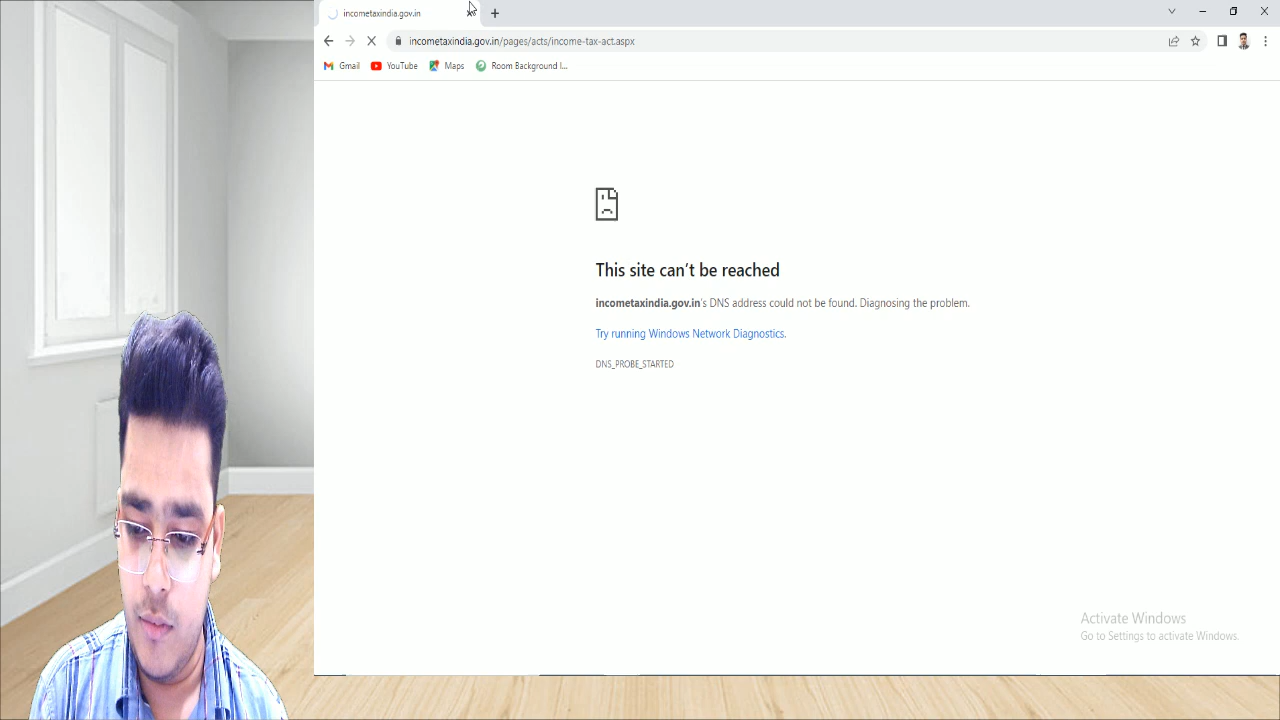 incometaxindia.gov.in
incometaxindia.gov.in/pages/acts/income-tax-act.aspx
Gmail YouTube Maps Room Background I...
This site can't be reached
incometaxindia.gov.in's DNS address could not be found. Diagnosing the problem.
Try running Windows Network Diagnostics.
DNS_PROBE_STARTED
Activate Windows
Go to Settings to activate Windows.